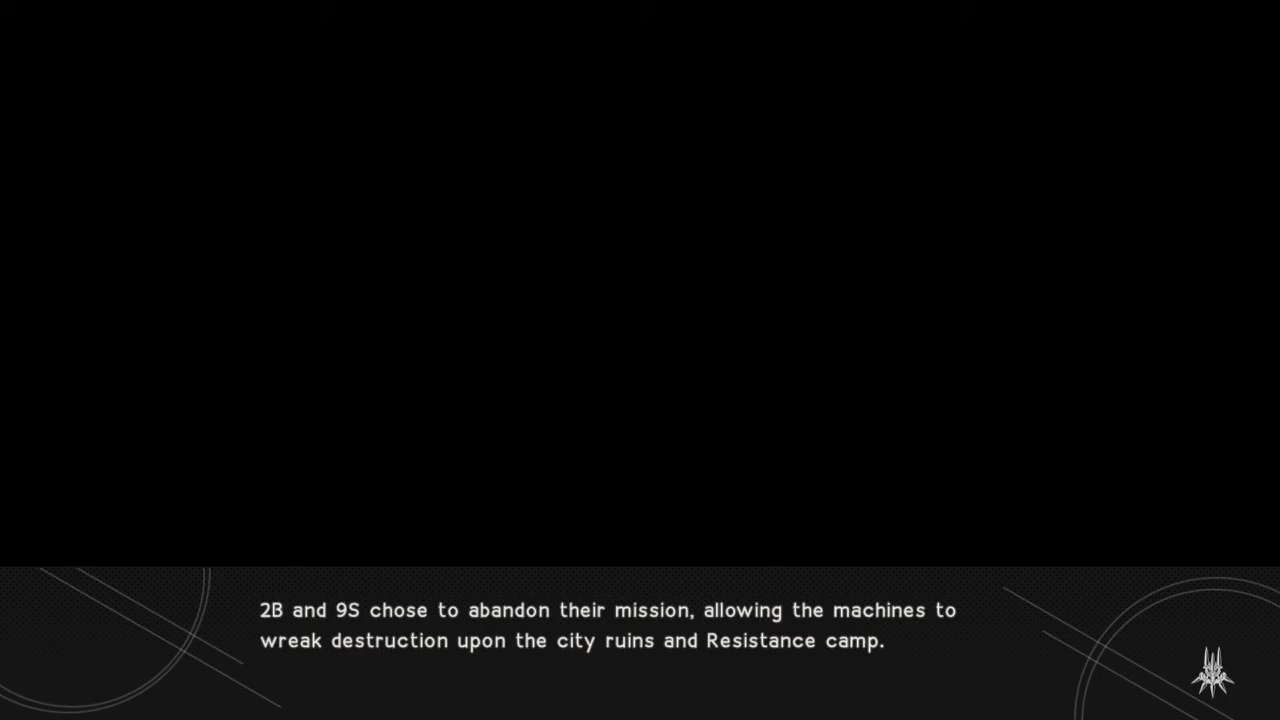 2B and 9S chose to abandon their mission, allowing the machines to
wreak destruction upon the city ruins and Resistance camp.